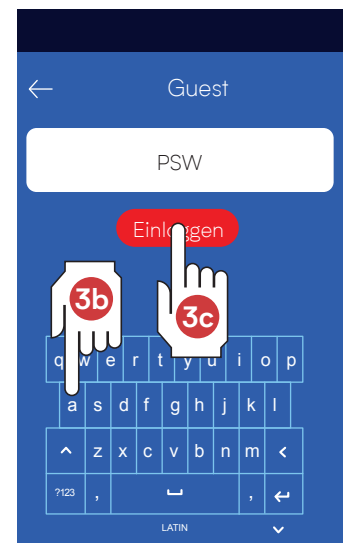 ← Guest
PSW
Einloggen
3b
3c
q w e r t y u i o p
a s d f g h j k l
^ z x c v b n m <
?123 , ,
LATIN